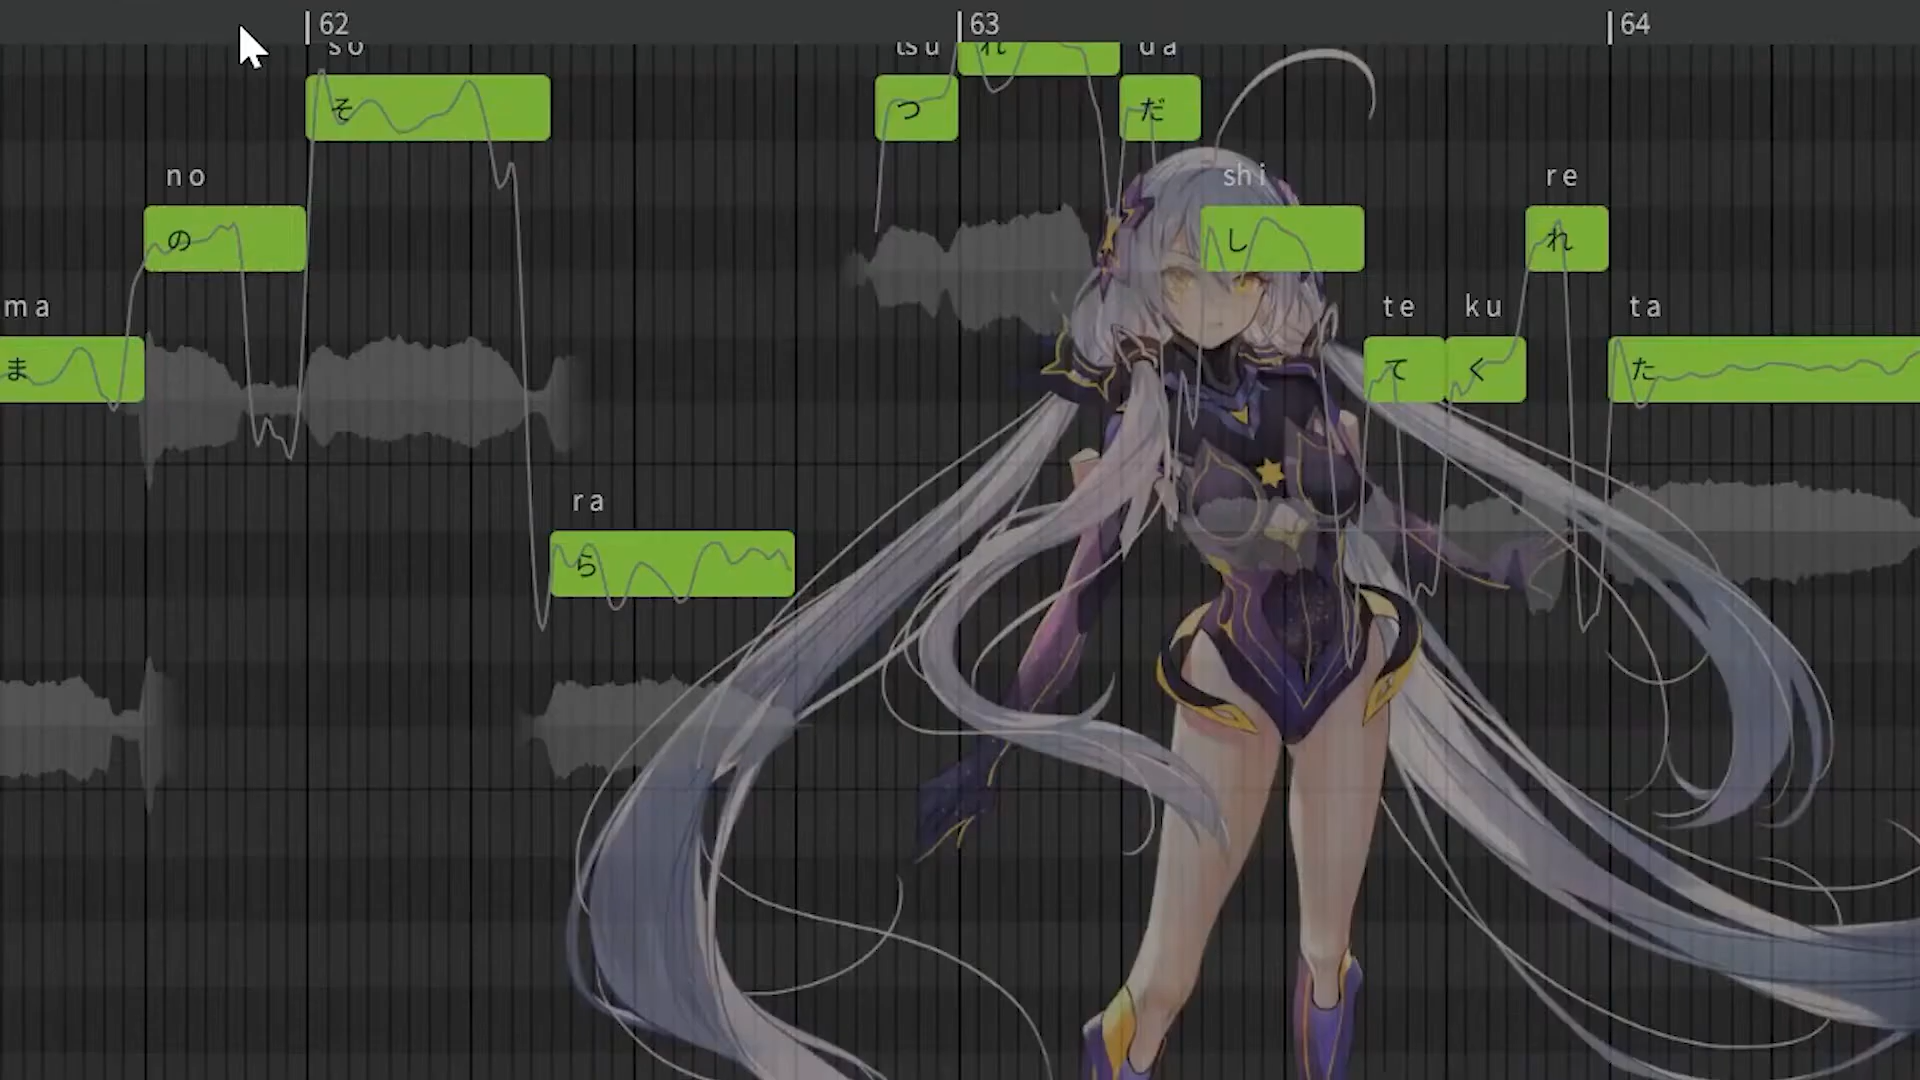 62 63 64
so tsu da
そ つ れ だ
no shi re
の し れ
ma te ku ta
ま て く た
ra
ら